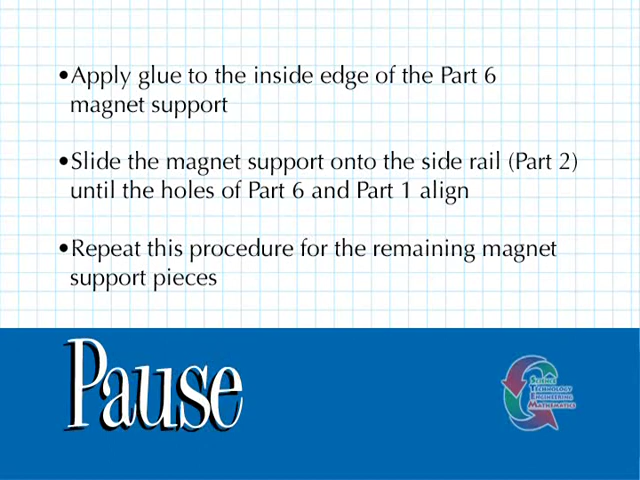 •Apply glue to the inside edge of the Part 6
magnet support
•Slide the magnet support onto the side rail (Part 2)
until the holes of Part 6 and Part 1 align
•Repeat this procedure for the remaining magnet
support pieces
Pause
Science
Technology
Engineering
Mathematics